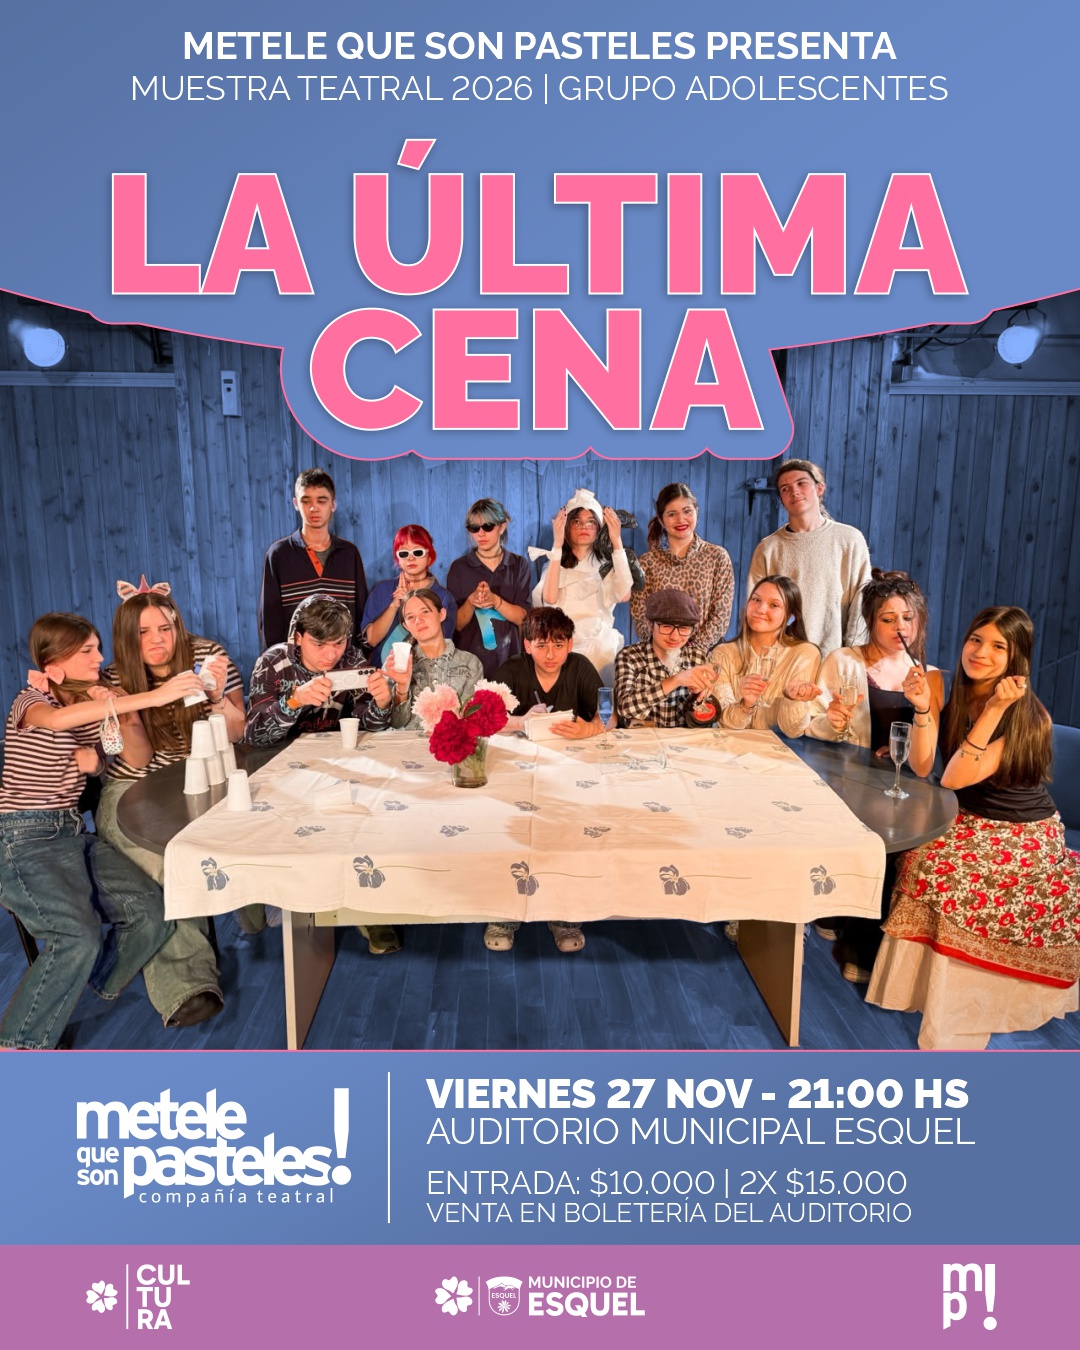 METELE QUE SON PASTELES PRESENTA
MUESTRA TEATRAL 2026 | GRUPO ADOLESCENTES
LA ÚLTIMA
CENA
metele
que son pasteles!
compañía teatral
VIERNES 27 NOV - 21:00 HS
AUDITORIO MUNICIPAL ESQUEL
ENTRADA: $10.000 | 2X $15.000
VENTA EN BOLETERÍA DEL AUDITORIO
CUL
TU
RA
ESQUEL
MUNICIPIO DE
ESQUEL
m
p!